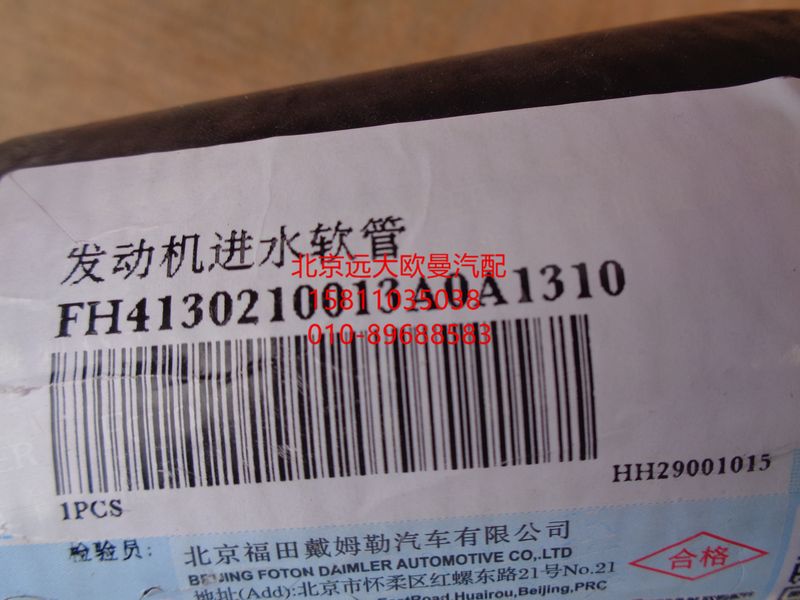 发动机进水软管
北京远大欧曼汽配
FH4130210013A0A1310
15811035038
010-89688583
HH29001015
1PCS
检验员:
北京福田戴姆勒汽车有限公司
BEIJING FOTON DAIMLER AUTOMOTIVE CO,.LTD
合格
地址(Add):北京市怀柔区红螺东路21号No.21
EastRoad Huairou,Beijing,PRC